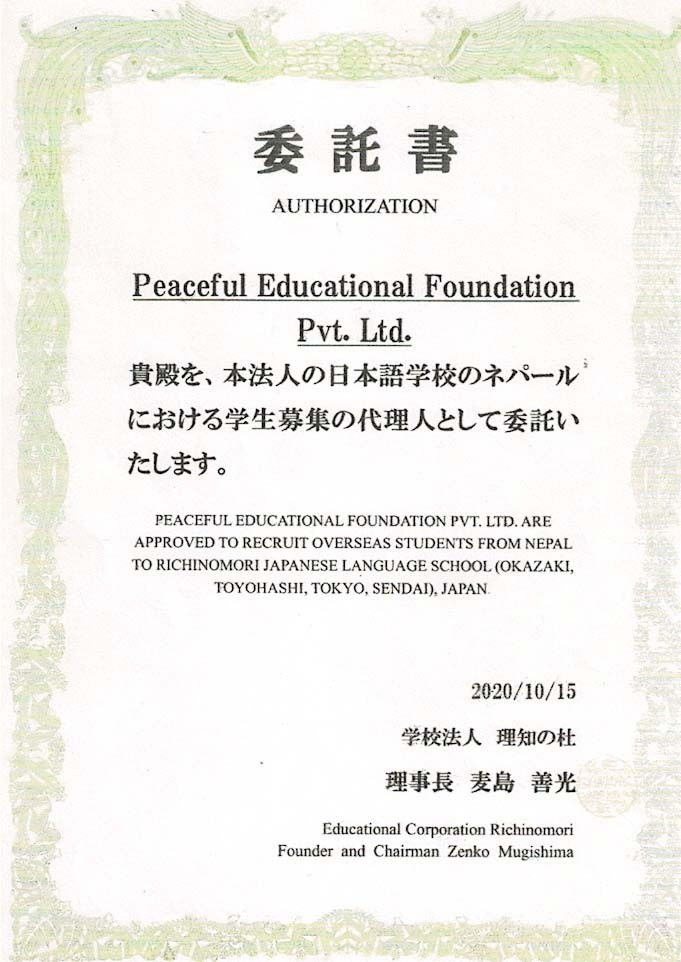 委託書
AUTHORIZATION
Peaceful Educational Foundation
Pvt. Ltd.
貴殿を、本法人の日本語学校のネパール
における学生募集の代理人として委託い
たします。
PEACEFUL EDUCATIONAL FOUNDATION PVT. LTD. ARE
APPROVED TO RECRUIT OVERSEAS STUDENTS FROM NEPAL
TO RICHINOMORI JAPANESE LANGUAGE SCHOOL (OKAZAKI,
TOYOHASHI, TOKYO, SENDAI), JAPAN
2020/10/15
学校法人 理知の杜
理事長 麦島 善光
Educational Corporation Richinomori
Founder and Chairman Zenko Mugishima